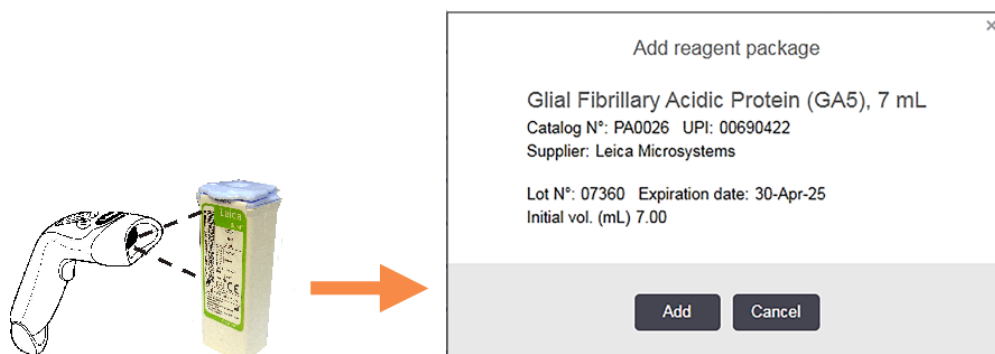 Leica
Add reagent package
Glial Fibrillary Acidic Protein (GA5), 7 mL
Catalog N°: PA0026 UPI: 00690422
Supplier: Leica Microsystems
Lot N°: 07360 Expiration date: 30-Apr-25
Initial vol. (mL) 7.00
Add Cancel